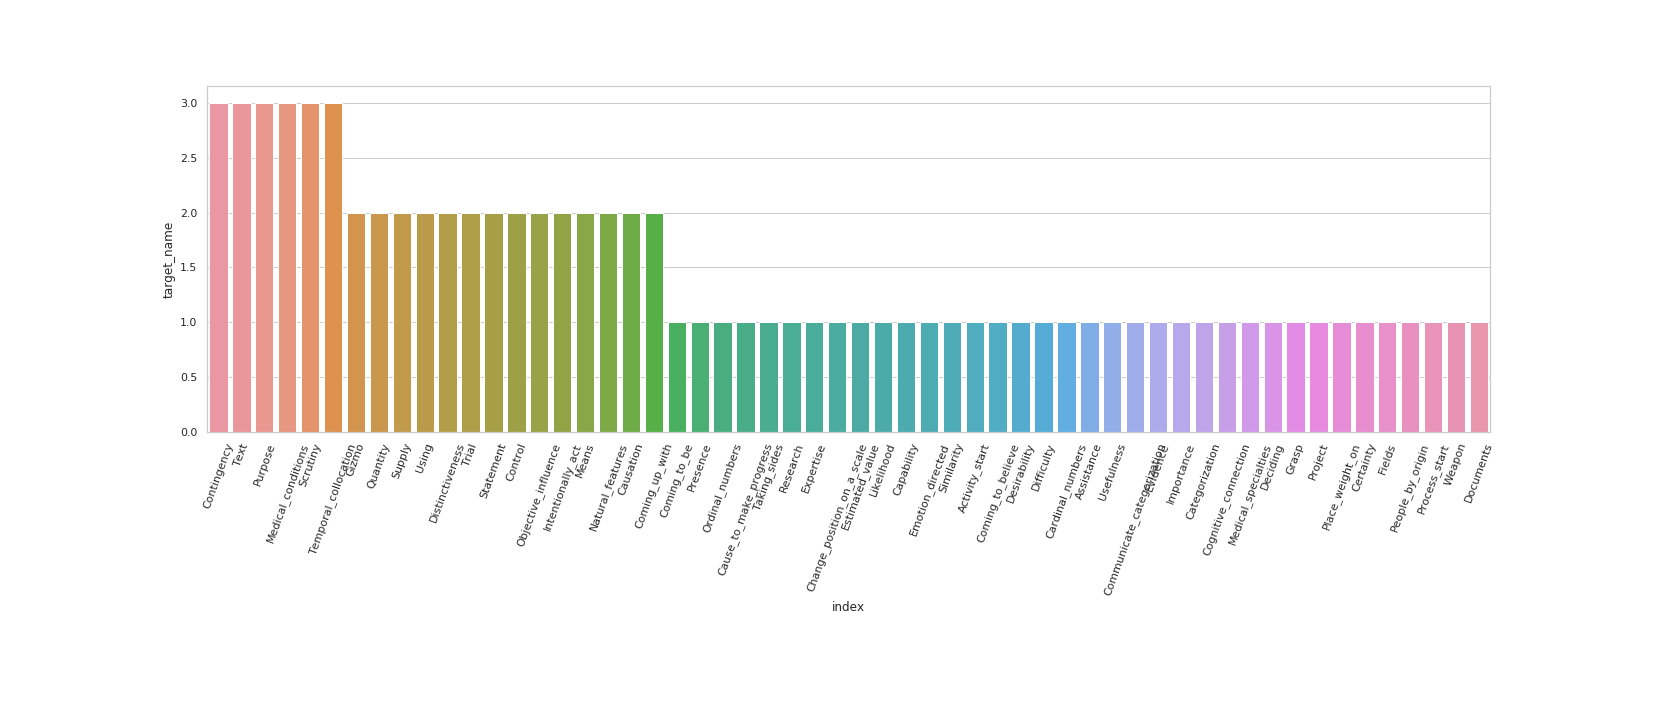 3.0
2.5
2.0
1.5
1.0
0.5
0.0
target_name
Contingency
Text
Purpose
Medical_conditions
Scrutiny
Temporal_collocation
Gizmo
Quantity
Supply
Using
Distinctiveness
Trial
Statement
Control
Objective_influence
Intentionally_act
Means
Natural_features
Causation
Coming_up_with
Coming_to_be
Presence
Ordinal_numbers
Cause_to_make_progress
Taking_sides
Research
Expertise
Change_position_on_a_scale
Estimated_value
Likelihood
Capability
Emotion_directed
Similarity
Activity_start
Coming_to_believe
Desirability
Difficulty
Cardinal_numbers
Assistance
Usefulness
Communicate_categorization
Evidence
Importance
Categorization
Cognitive_connection
Medical_specialties
Deciding
Grasp
Project
Place_weight_on
Certainty
Fields
People_by_origin
Process_start
Weapon
Documents
index